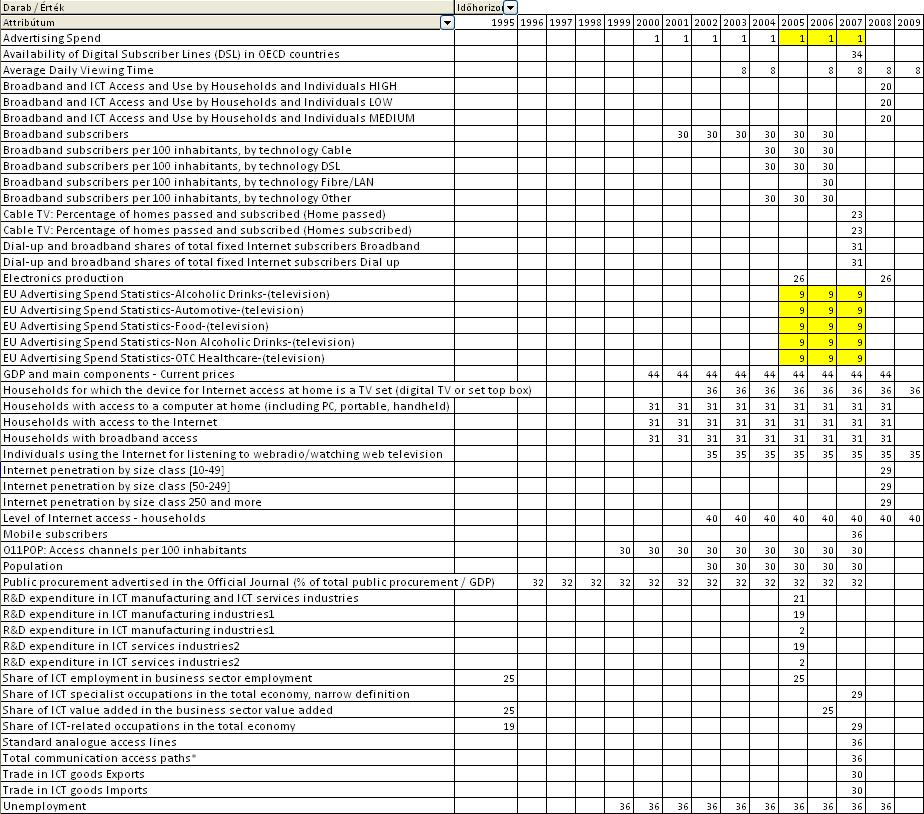 Darab / Érték Időhorizon
Attribútum 1995 1996 1997 1998 1999 2000 2001 2002 2003 2004 2005 2006 2007 2008 2009
Advertising Spend 1 1 1 1 1 1 1 1
Availability of Digital Subscriber Lines (DSL) in OECD countries 34
Average Daily Viewing Time 8 8 8 8 8 8
Broadband and ICT Access and Use by Households and Individuals HIGH 20
Broadband and ICT Access and Use by Households and Individuals LOW 20
Broadband and ICT Access and Use by Households and Individuals MEDIUM 20
Broadband subscribers 30 30 30 30 30 30
Broadband subscribers per 100 inhabitants, by technology Cable 30 30 30
Broadband subscribers per 100 inhabitants, by technology DSL 30 30 30
Broadband subscribers per 100 inhabitants, by technology Fibre/LAN 30
Broadband subscribers per 100 inhabitants, by technology Other 30 30 30
Cable TV: Percentage of homes passed and subscribed (Home passed) 23
Cable TV: Percentage of homes passed and subscribed (Homes subscribed) 23
Dial-up and broadband shares of total fixed Internet subscribers Broadband 31
Dial-up and broadband shares of total fixed Internet subscribers Dial up 31
Electronics production 26 26
EU Advertising Spend Statistics-Alcoholic Drinks-(television) 9 9 9
EU Advertising Spend Statistics-Automotive-(television) 9 9 9
EU Advertising Spend Statistics-Food-(television) 9 9 9
EU Advertising Spend Statistics-Non Alcoholic Drinks-(television) 9 9 9
EU Advertising Spend Statistics-OTC Healthcare-(television) 9 9 9
GDP and main components - Current prices 44 44 44 44 44 44 44 44 44
Households for which the device for Internet access at home is a TV set (digital TV or set top box) 36 36 36 36 36 36 36 36
Households with access to a computer at home (including PC, portable, handheld) 31 31 31 31 31 31 31 31 31
Households with access to the Internet 31 31 31 31 31 31 31 31 31
Households with broadband access 31 31 31 31 31 31 31 31 31
Individuals using the Internet for listening to webradio/watching web television 35 35 35 35 35 35 35 35
Internet penetration by size class [10-49] 29
Internet penetration by size class [50-249] 29
Internet penetration by size class 250 and more 29
Level of Internet access - households 40 40 40 40 40 40 40 40
Mobile subscribers 36
O11POP: Access channels per 100 inhabitants 30 30 30 30 30 30 30 30 30
Population 30 30 30 30 30 30
Public procurement advertised in the Official Journal (% of total public procurement / GDP) 32 32 32 32 32 32 32 32 32 32 32 32
R&D expenditure in ICT manufacturing and ICT services industries 21
R&D expenditure in ICT manufacturing industries1 19
R&D expenditure in ICT manufacturing industries1 2
R&D expenditure in ICT services industries2 19
R&D expenditure in ICT services industries2 2
Share of ICT employment in business sector employment 25 25
Share of ICT specialist occupations in the total economy, narrow definition 29
Share of ICT value added in the business sector value added 25 25
Share of ICT-related occupations in the total economy 19 29
Standard analogue access lines 36
Total communication access paths* 36
Trade in ICT goods Exports 30
Trade in ICT goods Imports 30
Unemployment 36 36 36 36 36 36 36 36 36 36